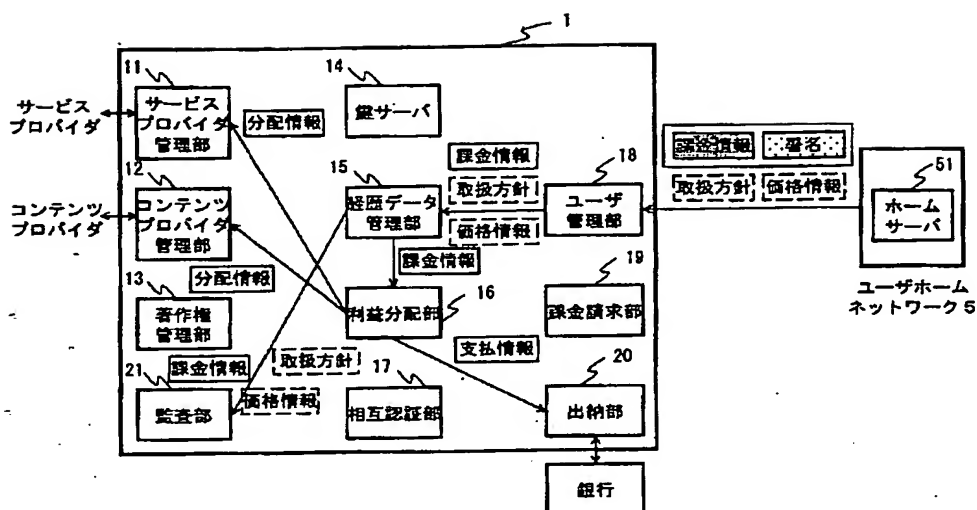 1
11
サービス
プロバイダ
管理部
サービス
プロバイダ
分配情報
14
鍵サーバ
12
コンテンツ
プロバイダ
管理部
コンテンツ
プロバイダ
分配情報
15
経歴データ
管理部
課金情報
取扱方針
価格情報
18
ユーザ
管理部
課金情報
署名
取扱方針
価格情報
51
ホーム
サーバ
ユーザホーム
ネットワーク5
13
著作権
管理部
課金情報
利益分配部
16
19
課金請求部
支払情報
21
監査部
課金情報
取扱方針
価格情報
17
相互認証部
20
出納部
銀行